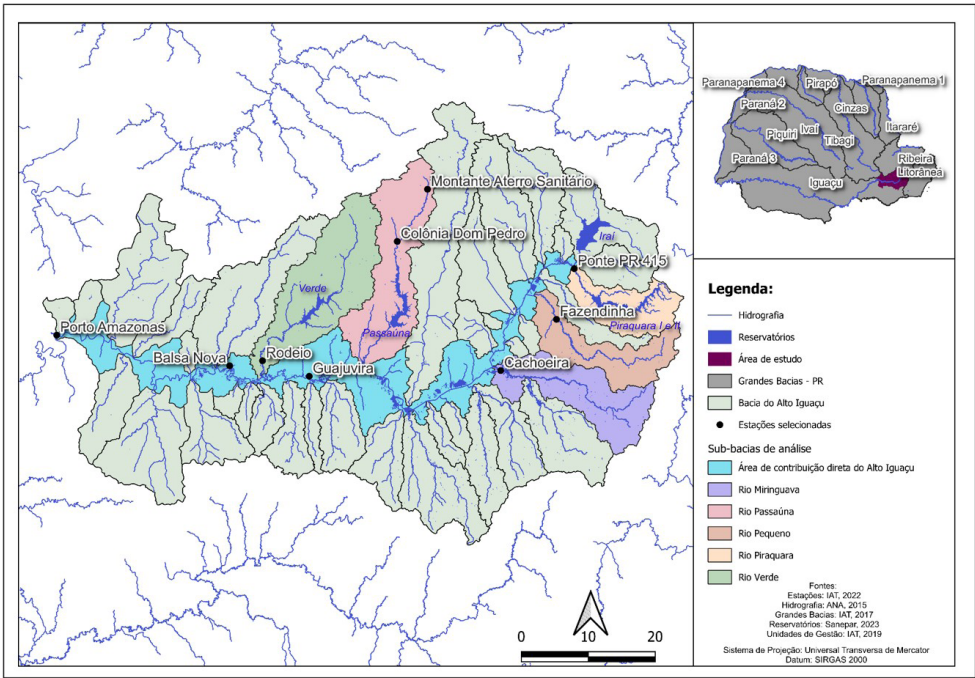 Montante Aterro Sanitário
Colônia Dom Pedro
Iraí
Ponte PR 415
Verde
Fazendinha
Piraquara I e II
Passaúna
Porto Amazonas
Balsa Nova
Rodeio
Guajuvira
Cachoeira
0 10 20
Paranapanema 4
Pirapó
Paranapanema 1
Paraná 2
Cinzas
Piquiri
Ivaí
Tibagi
Itararé
Paraná 3
Iguaçu
Ribeira
Litorânea
Legenda:
Hidrografia
Reservatórios
Área de estudo
Grandes Bacias - PR
Bacia do Alto Iguaçu
Estações selecionadas
Sub-bacias de análise
Área de contribuição direta do Alto Iguaçu
Rio Miringuava
Rio Passaúna
Rio Pequeno
Rio Piraquara
Rio Verde
Fontes:
Estações: IAT, 2022
Hidrografia: ANA, 2015
Grandes Bacias: IAT, 2017
Reservatórios: Sanepar, 2023
Unidades de Gestão: IAT, 2019
Sistema de Projeção: Universal Transversa de Mercator
Datum: SIRGAS 2000